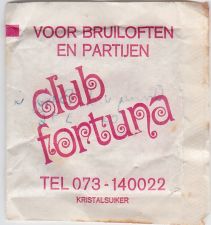 VOOR BRUILOFTEN
EN PARTIJEN
club
fortuna
TEL 073-140022
KRISTALSUIKER